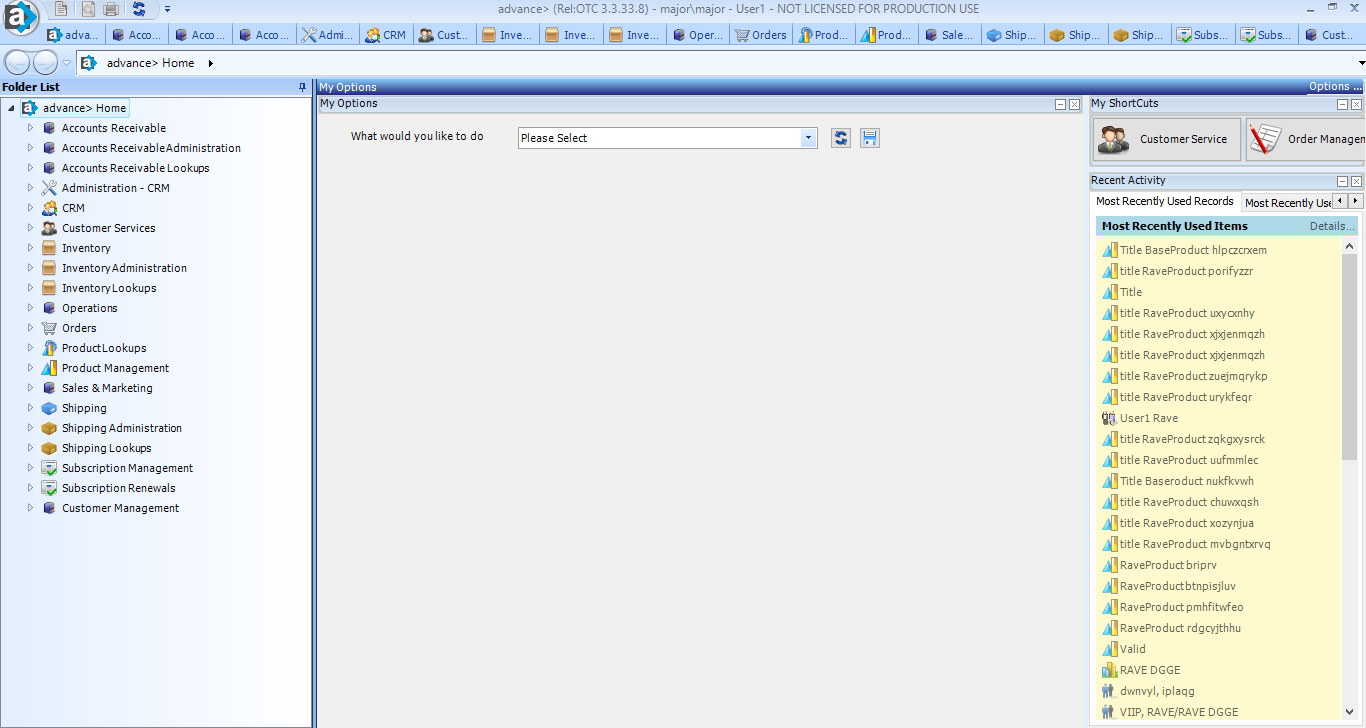 advance> (Rel:OTC 3.3.33.8) - major\major - User1 - NOT LICENSED FOR PRODUCTION USE
adva... Acco... Acco... Acco... Admi... CRM Cust... Inve... Inve... Inve... Oper... Orders Prod... Prod... Sale... Ship... Ship... Ship... Subs... Subs... Cust...
advance> Home
Folder List
advance> Home
Accounts Receivable
Accounts Receivable Administration
Accounts Receivable Lookups
Administration - CRM
CRM
Customer Services
Inventory
Inventory Administration
Inventory Lookups
Operations
Orders
Product Lookups
Product Management
Sales & Marketing
Shipping
Shipping Administration
Shipping Lookups
Subscription Management
Subscription Renewals
Customer Management
My Options
Options ...
My Options
What would you like to do
Please Select
My ShortCuts
Customer Service
Order Managen
Recent Activity
Most Recently Used Records
Most Recently Use
Most Recently Used Items
Details...
Title BaseProduct hlpczcrxem
title RaveProduct porifyzzr
Title
title RaveProduct uxycxnhy
title RaveProduct xjxjenmqzh
title RaveProduct xjxjenmqzh
title RaveProduct zuejmqrykp
title RaveProduct urykfeqr
User1 Rave
title RaveProduct zqkgxysrck
title RaveProduct uufmmlec
Title Baseroduct nukfkvwh
title RaveProduct chuwxqsh
title RaveProduct xozynjua
title RaveProduct mvbgntxrvq
RaveProduct briprv
RaveProduct btnpisjluv
RaveProduct pmhfitwfeo
RaveProduct rdgcyjthhu
Valid
RAVE DGGE
dwnvyl, iplaqg
VIIP, RAVE/RAVE DGGE